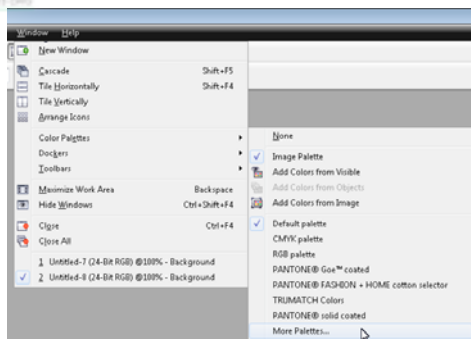 Window Help
New Window
Cascade Shift+F5
Tile Horizontally Shift+F4
Tile Vertically
Arrange Icons
Color Palettes
Dockers
Toolbars
Maximize Work Area Backspace
Hide Windows Ctrl+Shift+F4
Close Ctrl+F4
Close All
1 Untitled-7 (24-Bit RGB) @100% - Background
2 Untitled-8 (24-Bit RGB) @100% - Background
None
Image Palette
Add Colors from Visible
Add Colors from Objects
Add Colors from Image
Default palette
CMYK palette
RGB palette
PANTONE® Goe™ coated
PANTONE® FASHION + HOME cotton selector
TRUMATCH Colors
PANTONE® solid coated
More Palettes...